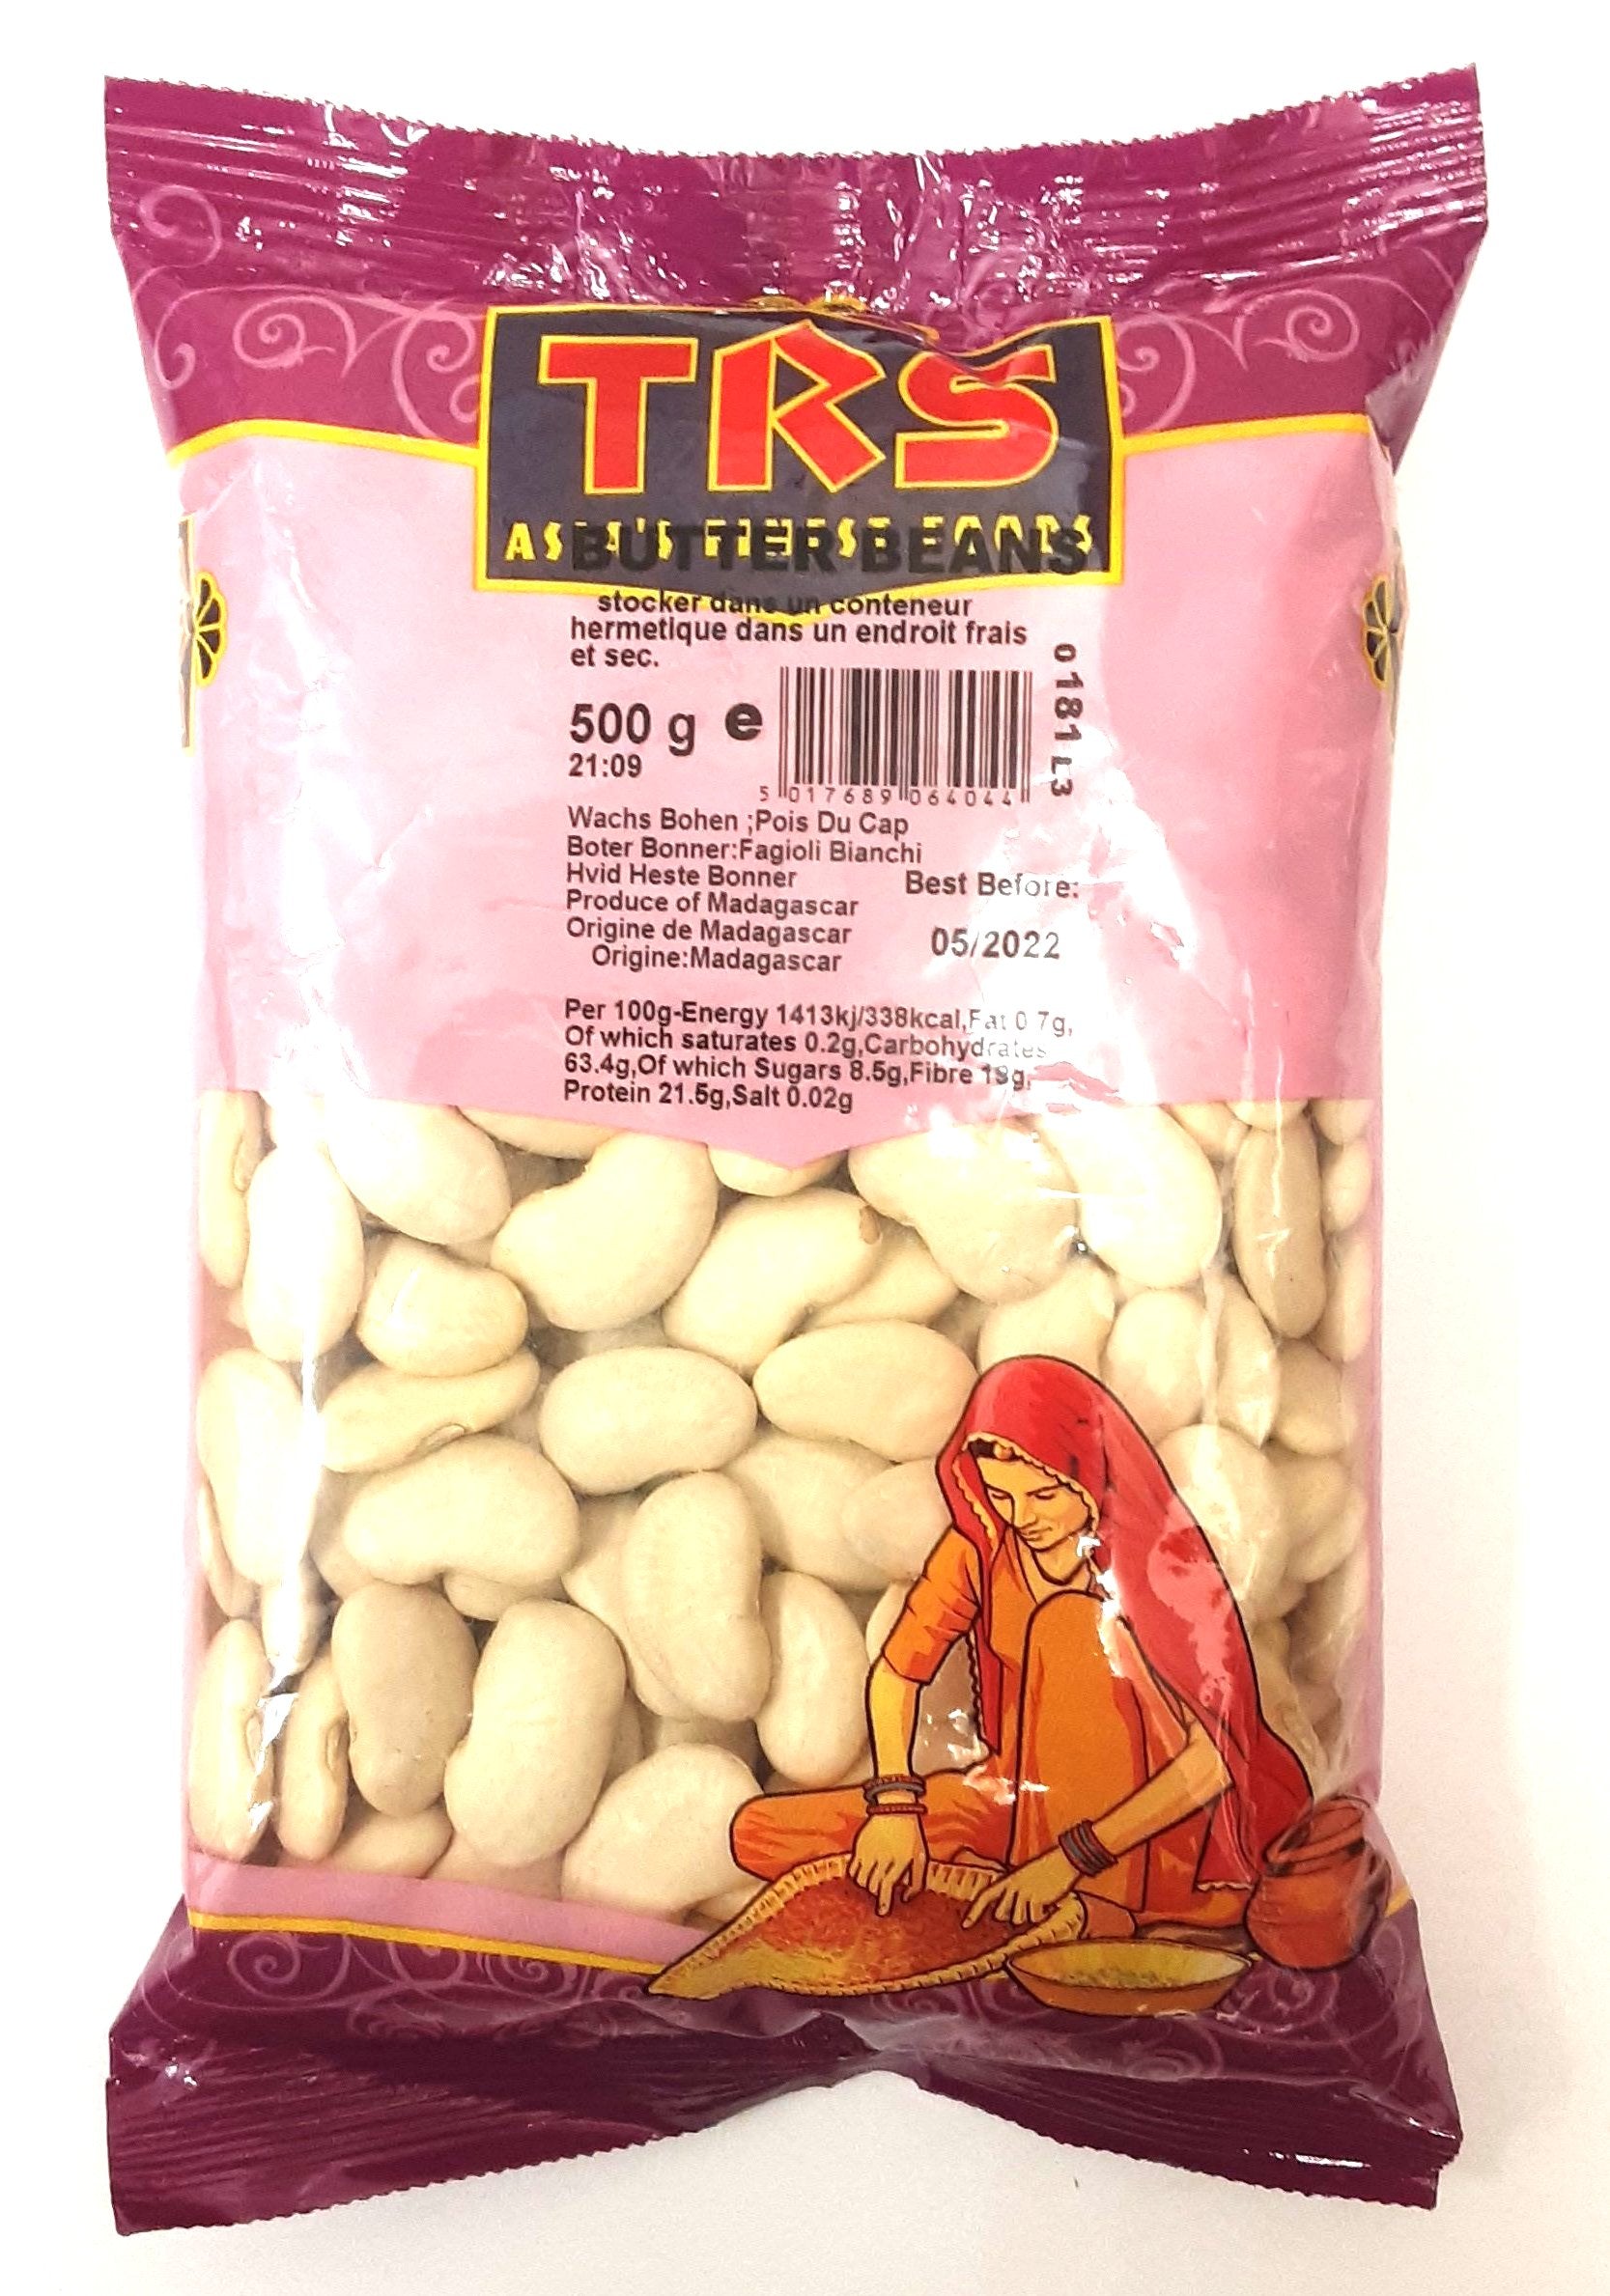 TRS
BUTTER BEANS
stocker dans un conteneur
hermetique dans un endroit frais
et sec.
500 g e
21:09
5 017689 064044
0181 L3
Wachs Bohen ;Pois Du Cap
Boter Bonner:Fagioli Bianchi
Hvid Heste Bonner
Produce of Madagascar
Origine de Madagascar
Origine:Madagascar
Best Before:
05/2022
Per 100g-Energy 1413kj/338kcal,Fat 0.7g,
Of which saturates 0.2g,Carbohydrates
63.4g,Of which Sugars 8.5g,Fibre g,
Protein 21.5g,Salt 0.02g